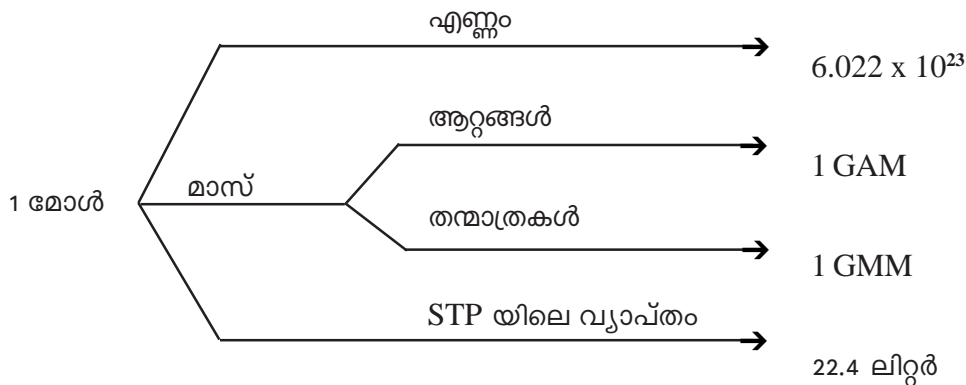 എണ്ണം
6.022 x 10²³
ആറ്റങ്ങൾ
1 GAM
മാസ്
1 മോൾ
തന്മാത്രകൾ
1 GMM
STP യിലെ വ്യാപ്തം
22.4 ലിറ്റർ